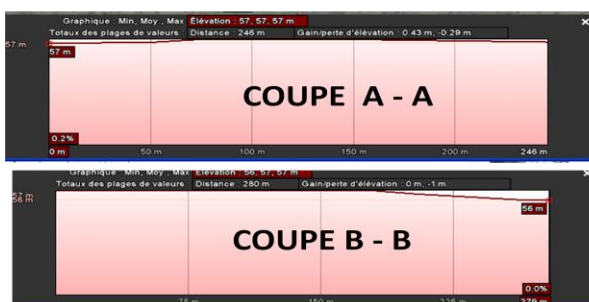 Graphique : Min, Moy., Max Élévation : 57, 57, 57 m
Totaux des plages de valeurs : Distance : 246 m Gain/perte d'élévation : 0.43 m, -0.29 m
57 m
57 m
COUPE A - A
0.2%
0 m 50 m 100 m 150 m 200 m 246 m
Graphique : Min, Moy., Max Élévation : 56, 57, 57 m
Totaux des plages de valeurs : Distance : 280 m Gain/perte d'élévation : 0 m, -1 m
57 m
56 m
56 m
COUPE B - B
0.0%
75 m 150 m 225 m 279 m